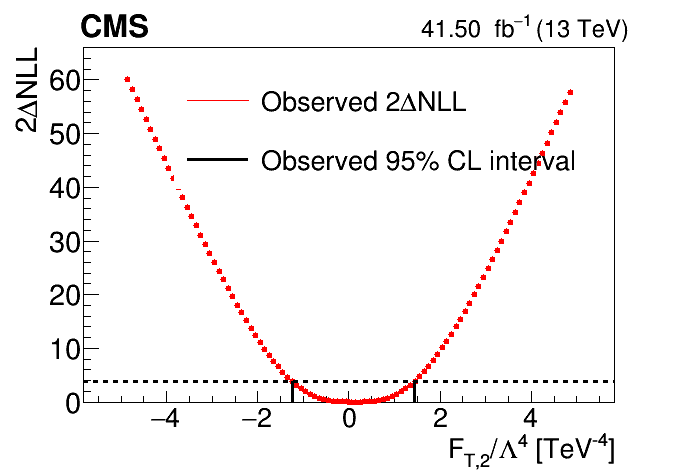 CMS 41.50 fb⁻¹ (13 TeV)
2ΔNLL
60
50
40
30
20
10
0
Observed 2ΔNLL
Observed 95% CL interval
−4 −2 0 2 4
F_T,2/Λ⁴ [TeV⁻⁴]